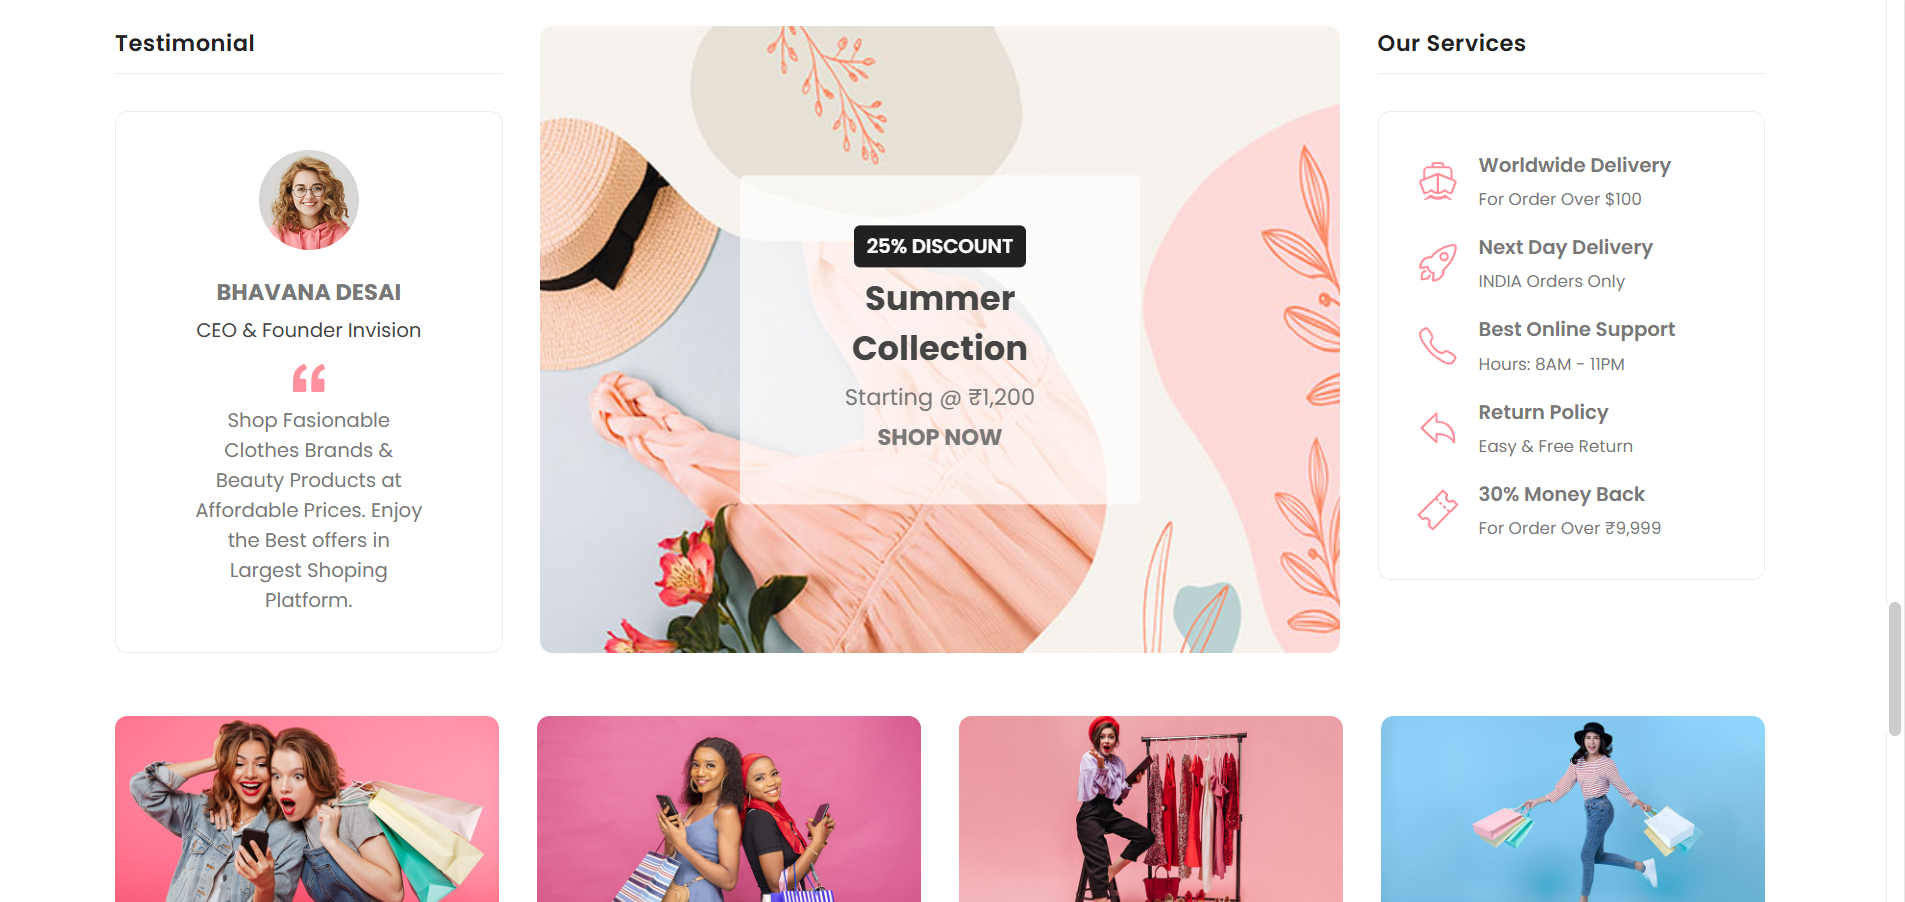 Testimonial
BHAVANA DESAI
CEO & Founder Invision
Shop Fasionable
Clothes Brands &
Beauty Products at
Affordable Prices. Enjoy
the Best offers in
Largest Shoping
Platform.
25% DISCOUNT
Summer
Collection
Starting @ ₹1,200
SHOP NOW
Our Services
Worldwide Delivery
For Order Over $100
Next Day Delivery
INDIA Orders Only
Best Online Support
Hours: 8AM - 11PM
Return Policy
Easy & Free Return
30% Money Back
For Order Over ₹9,999